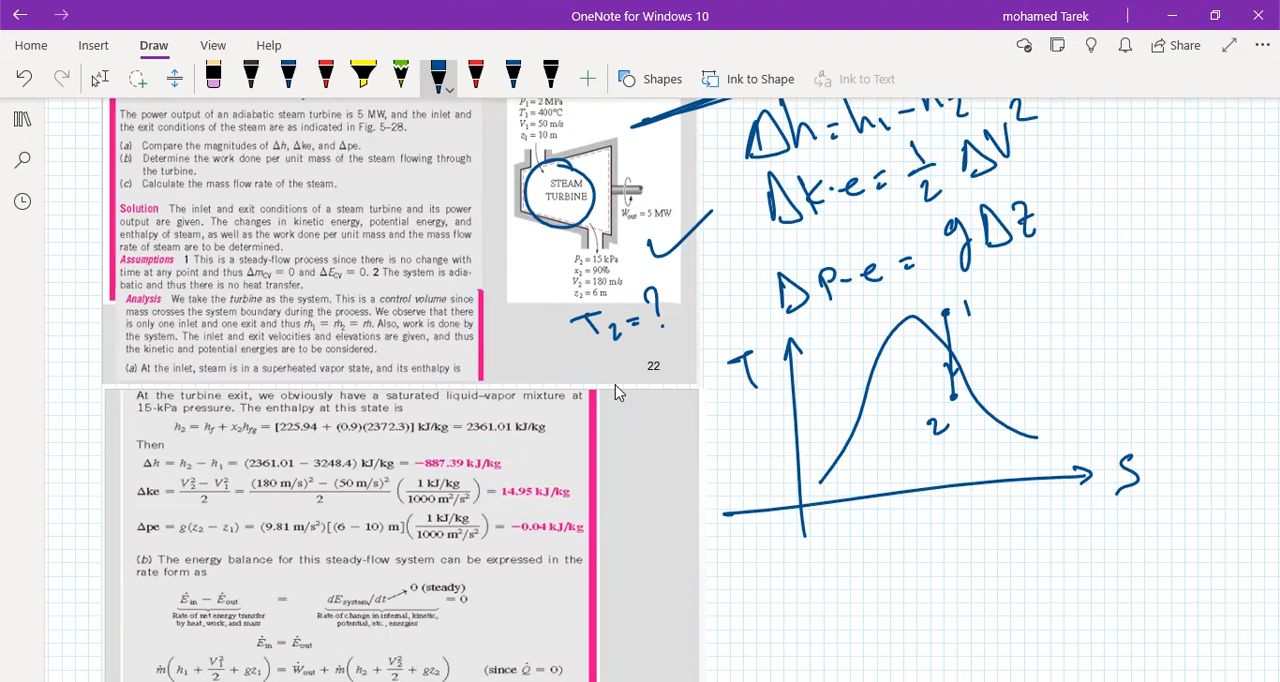 OneNote for Windows 10
mohamed Tarek
Home Insert Draw View Help
Share
Shapes
Ink to Shape
Ink to Text
The power output of an adiabatic steam turbine is 5 MW, and the inlet and
the exit conditions of the steam are as indicated in Fig. 5–28.
(a) Compare the magnitudes of Δh, Δke, and Δpe.
(b) Determine the work done per unit mass of the steam flowing through
the turbine.
(c) Calculate the mass flow rate of the steam.
Solution The inlet and exit conditions of a steam turbine and its power
output are given. The changes in kinetic energy, potential energy, and
enthalpy of steam, as well as the work done per unit mass and the mass flow
rate of steam are to be determined.
Assumptions 1 This is a steady-flow process since there is no change with
time at any point and thus Δm_CV = 0 and ΔE_CV = 0. 2 The system is adia-
batic and thus there is no heat transfer.
Analysis We take the turbine as the system. This is a control volume since
mass crosses the system boundary during the process. We observe that there
is only one inlet and one exit and thus ṁ₁ = ṁ₂ = ṁ. Also, work is done by
the system. The inlet and exit velocities and elevations are given, and thus
the kinetic and potential energies are to be considered.
(a) At the inlet, steam is in a superheated vapor state, and its enthalpy is
P₁ = 2 MPa
T₁ = 400°C
V₁ = 50 m/s
z₁ = 10 m
STEAM
TURBINE
Ẇout = 5 MW
P₂ = 15 kPa
x₂ = 90%
V₂ = 180 m/s
z₂ = 6 m
T₂ = ?
22
At the turbine exit, we obviously have a saturated liquid–vapor mixture at
15-kPa pressure. The enthalpy at this state is
h₂ = hf + x₂hfg = [225.94 + (0.9)(2372.3)] kJ/kg = 2361.01 kJ/kg
Then
Δh = h₂ − h₁ = (2361.01 − 3248.4) kJ/kg = −887.39 kJ/kg
Δke = (V₂² − V₁²)/2 = ((180 m/s)² − (50 m/s)²)/2 (1 kJ/kg / 1000 m²/s²) = 14.95 kJ/kg
Δpe = g(z₂ − z₁) = (9.81 m/s²)[(6 − 10) m](1 kJ/kg / 1000 m²/s²) = −0.04 kJ/kg
(b) The energy balance for this steady-flow system can be expressed in the
rate form as
Ėin − Ėout = dEsystem/dt 0 (steady) = 0
Rate of net energy transfer by heat, work, and mass
Rate of change in internal, kinetic, potential, etc., energies
Ėin = Ėout
ṁ(h₁ + V₁²/2 + gz₁) = Ẇout + ṁ(h₂ + V₂²/2 + gz₂) (since Q̇ = 0)
Δh = h₁ − h₂
Δk.e = 1/2 ΔV²
Δp-e = gΔz
T
1
2
S